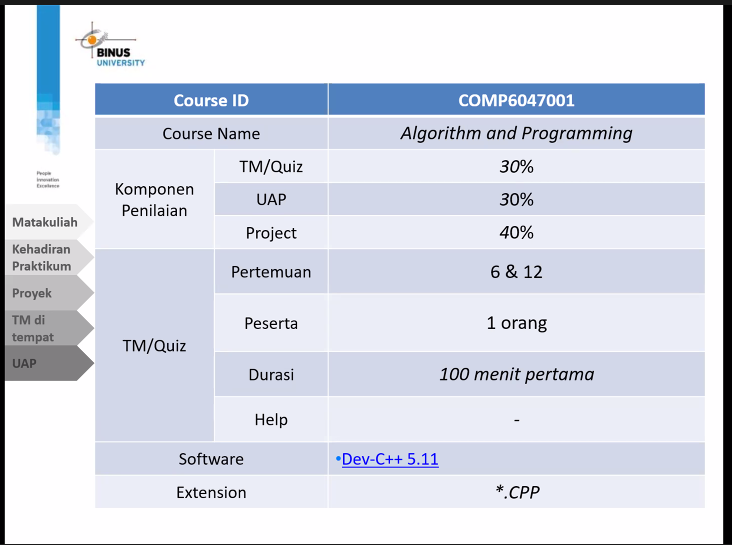 BINUS
UNIVERSITY
People
Innovation
Excellence
Matakuliah
Kehadiran
Praktikum
Proyek
TM di
tempat
UAP
Course ID COMP6047001
Course Name Algorithm and Programming
Komponen
Penilaian
TM/Quiz 30%
UAP 30%
Project 40%
TM/Quiz
Pertemuan 6 & 12
Peserta 1 orang
Durasi 100 menit pertama
Help -
Software •Dev-C++ 5.11
Extension *.CPP